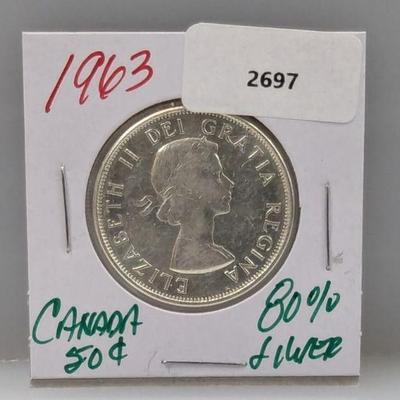 1963
2697
ELIZABETH II DEI GRATIA REGINA
CANADA
50¢
80%
SILVER